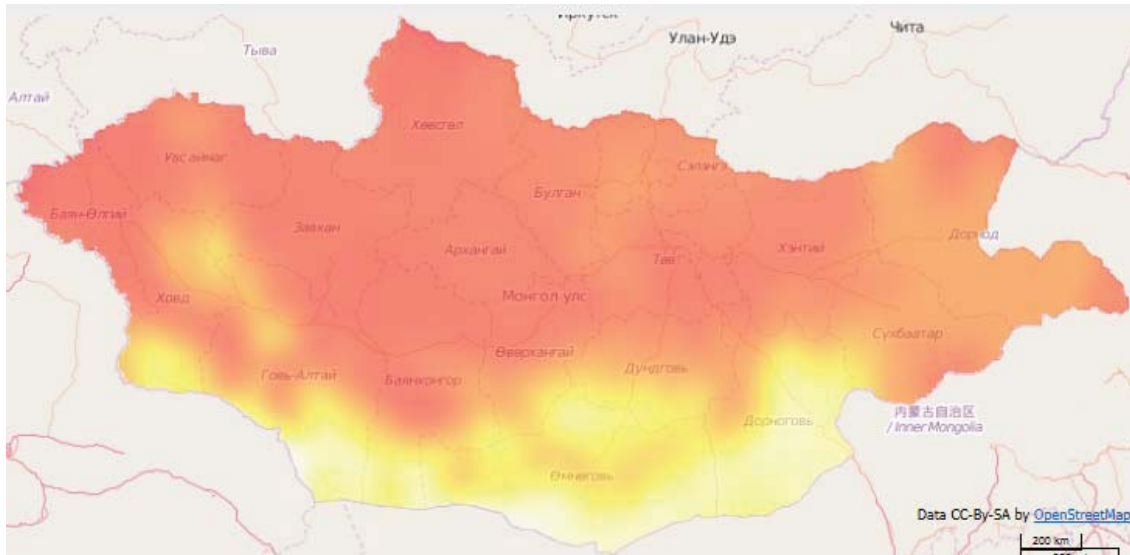 Иркутск
Улан-Удэ
Чита
Тыва
Алтай
Хөвсгөл
Увс аймаг
Сэлэнгэ
Булган
Баян-Өлгий
Завхан
Архангай
Төв
Хэнтий
Дорнод
Ховд
Монгол улс
Сүхбаатар
Өвөрхангай
Дундговь
Говь-Алтай
Баянхонгор
Дорноговь
内蒙古自治区
/ Inner Mongolia
Өмнөговь
Data CC-By-SA by OpenStreetMap
200 km